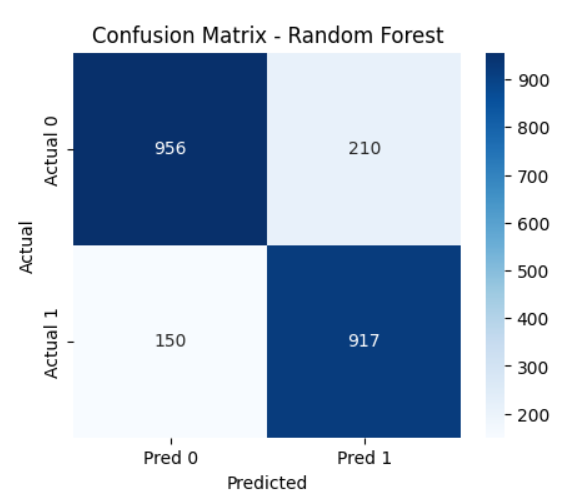 Confusion Matrix - Random Forest
Actual
Actual 0
956
210
Actual 1
150
917
Pred 0
Pred 1
Predicted
900
800
700
600
500
400
300
200